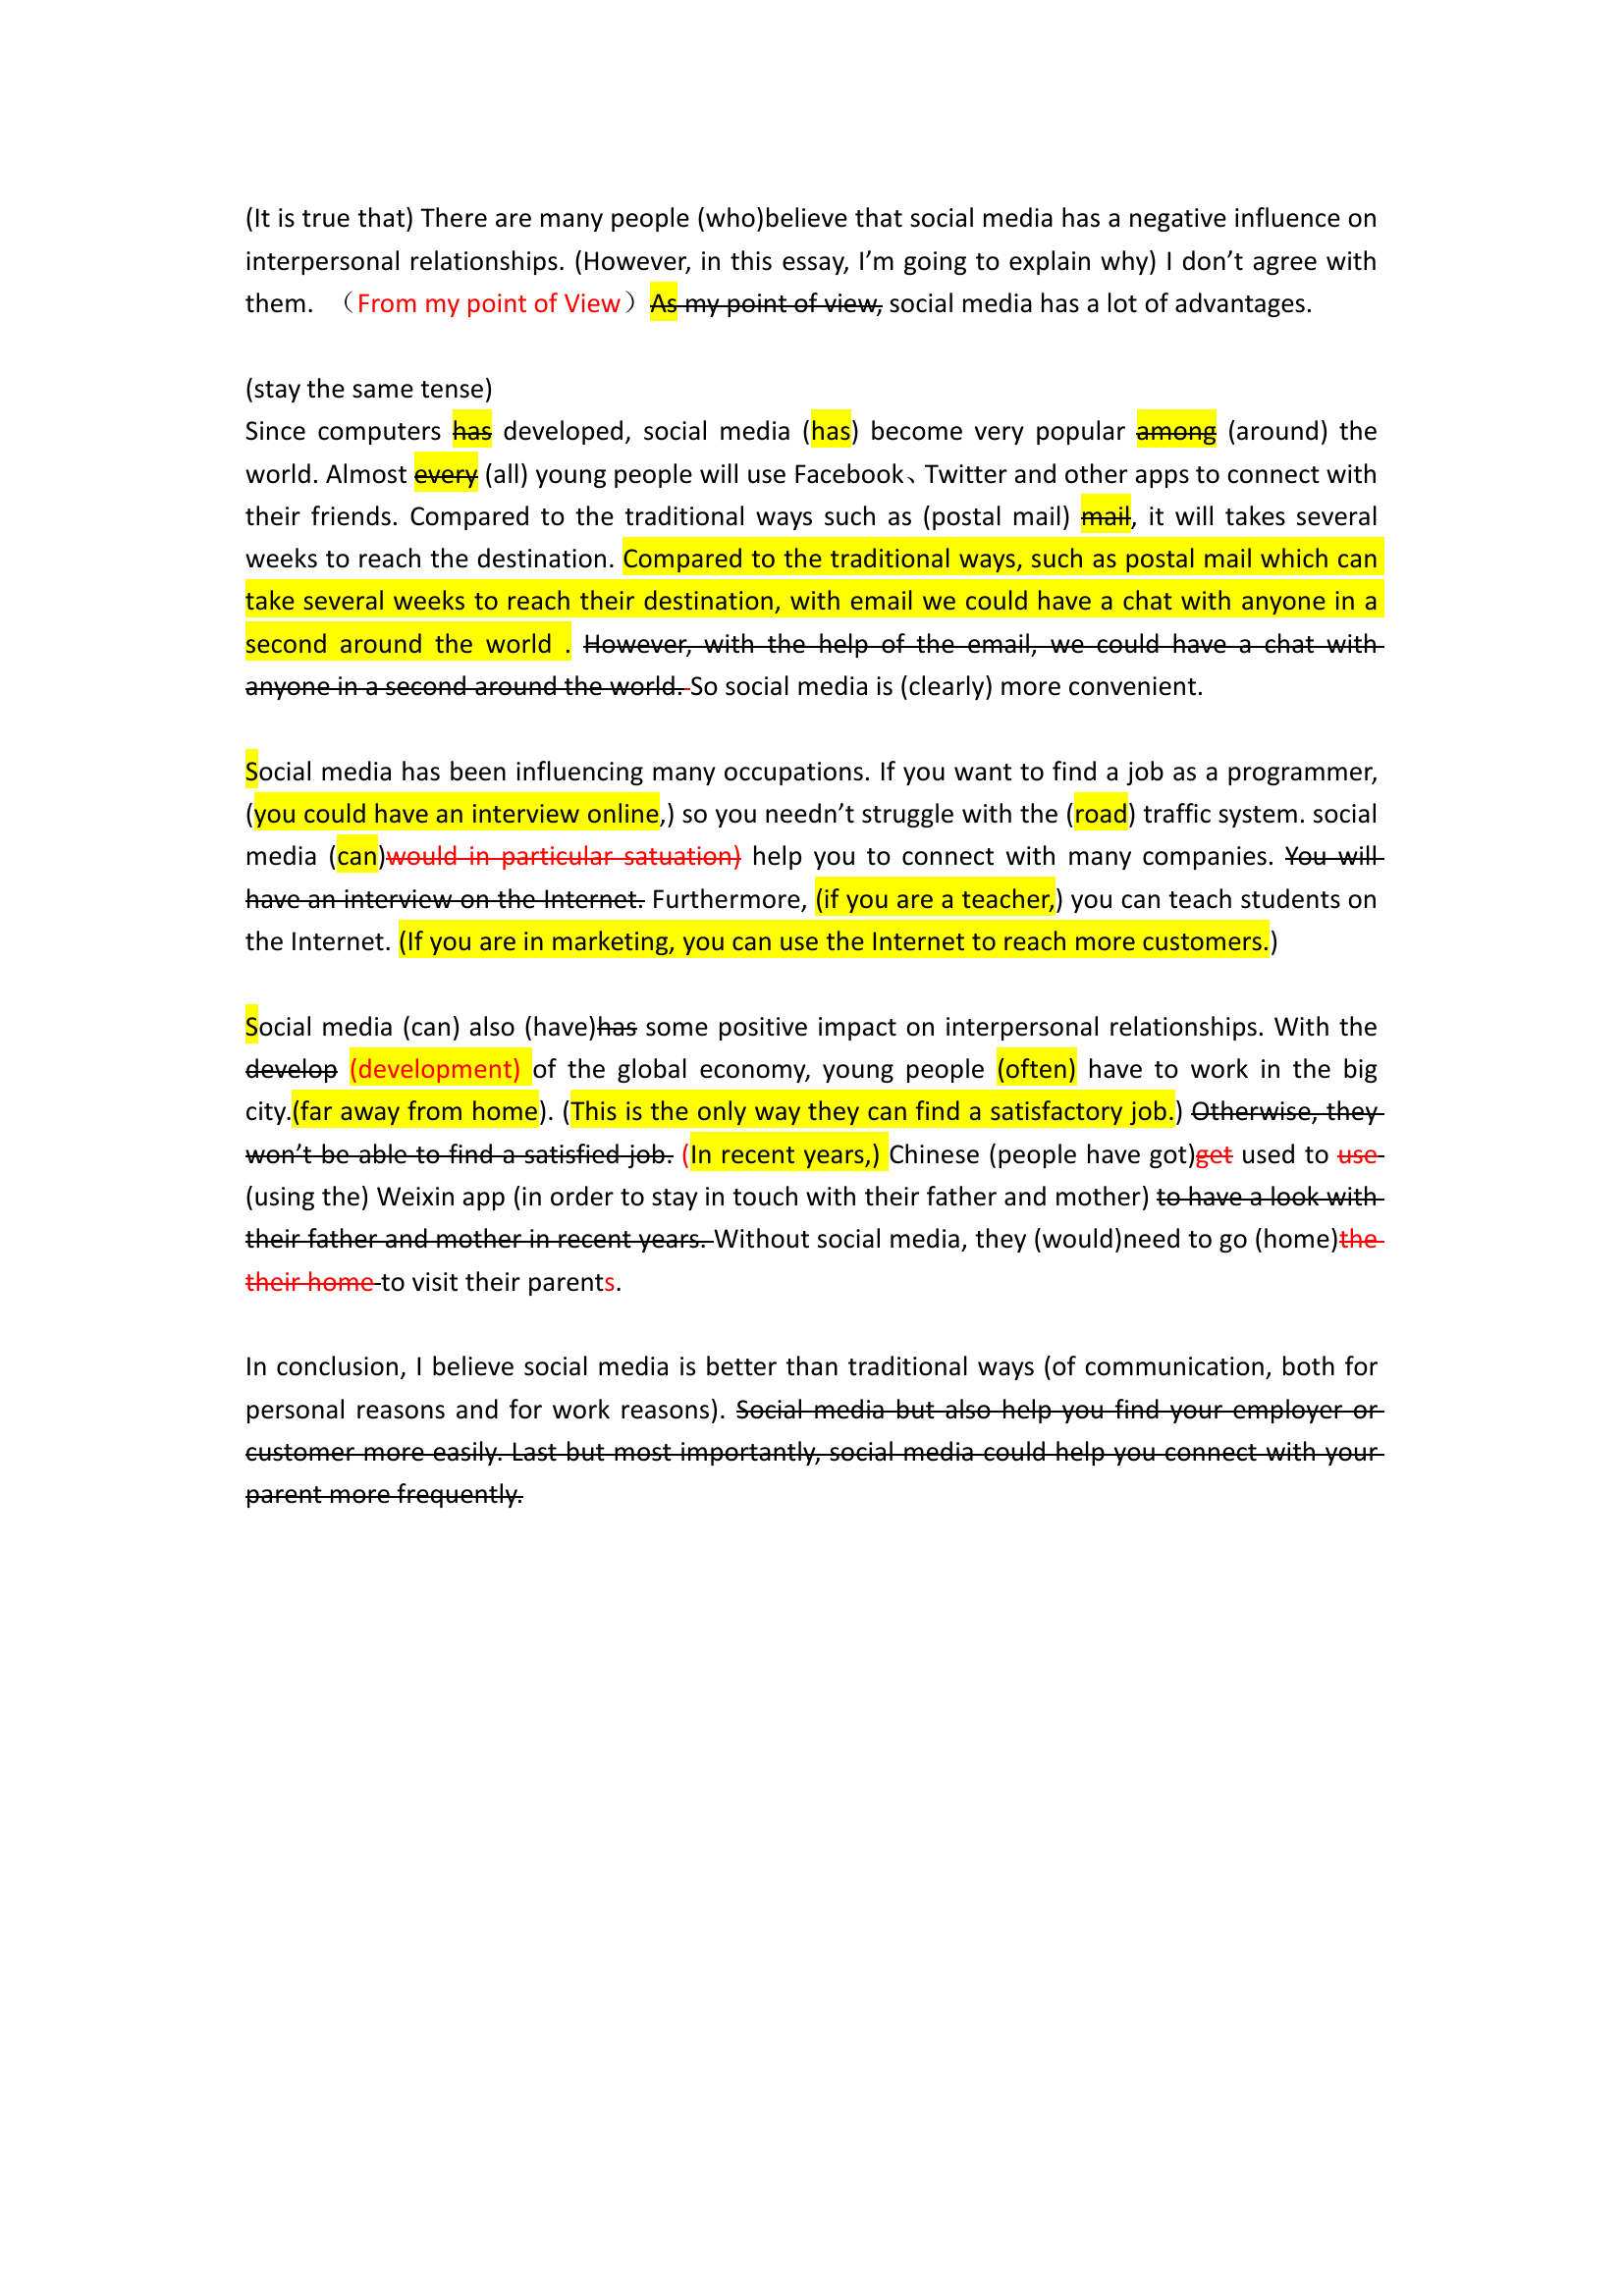 (It is true that) There are many people (who)believe that social media has a negative influence on
interpersonal relationships. (However, in this essay, I’m going to explain why) I don’t agree with
them. （From my point of View）As my point of view, social media has a lot of advantages.
(stay the same tense)
Since computers has developed, social media (has) become very popular among (around) the
world. Almost every (all) young people will use Facebook、Twitter and other apps to connect with
their friends. Compared to the traditional ways such as (postal mail) mail, it will takes several
weeks to reach the destination. Compared to the traditional ways, such as postal mail which can
take several weeks to reach their destination, with email we could have a chat with anyone in a
second around the world . However, with the help of the email, we could have a chat with
anyone in a second around the world. So social media is (clearly) more convenient.
Social media has been influencing many occupations. If you want to find a job as a programmer,
(you could have an interview online,) so you needn’t struggle with the (road) traffic system. social
media (can)would in particular satuation) help you to connect with many companies. You will
have an interview on the Internet. Furthermore, (if you are a teacher,) you can teach students on
the Internet. (If you are in marketing, you can use the Internet to reach more customers.)
Social media (can) also (have)has some positive impact on interpersonal relationships. With the
develop (development) of the global economy, young people (often) have to work in the big
city.(far away from home). (This is the only way they can find a satisfactory job.) Otherwise, they
won’t be able to find a satisfied job. (In recent years,) Chinese (people have got)get used to use
(using the) Weixin app (in order to stay in touch with their father and mother) to have a look with
their father and mother in recent years. Without social media, they (would)need to go (home)the
their home to visit their parents.
In conclusion, I believe social media is better than traditional ways (of communication, both for
personal reasons and for work reasons). Social media but also help you find your employer or
customer more easily. Last but most importantly, social media could help you connect with your
parent more frequently.